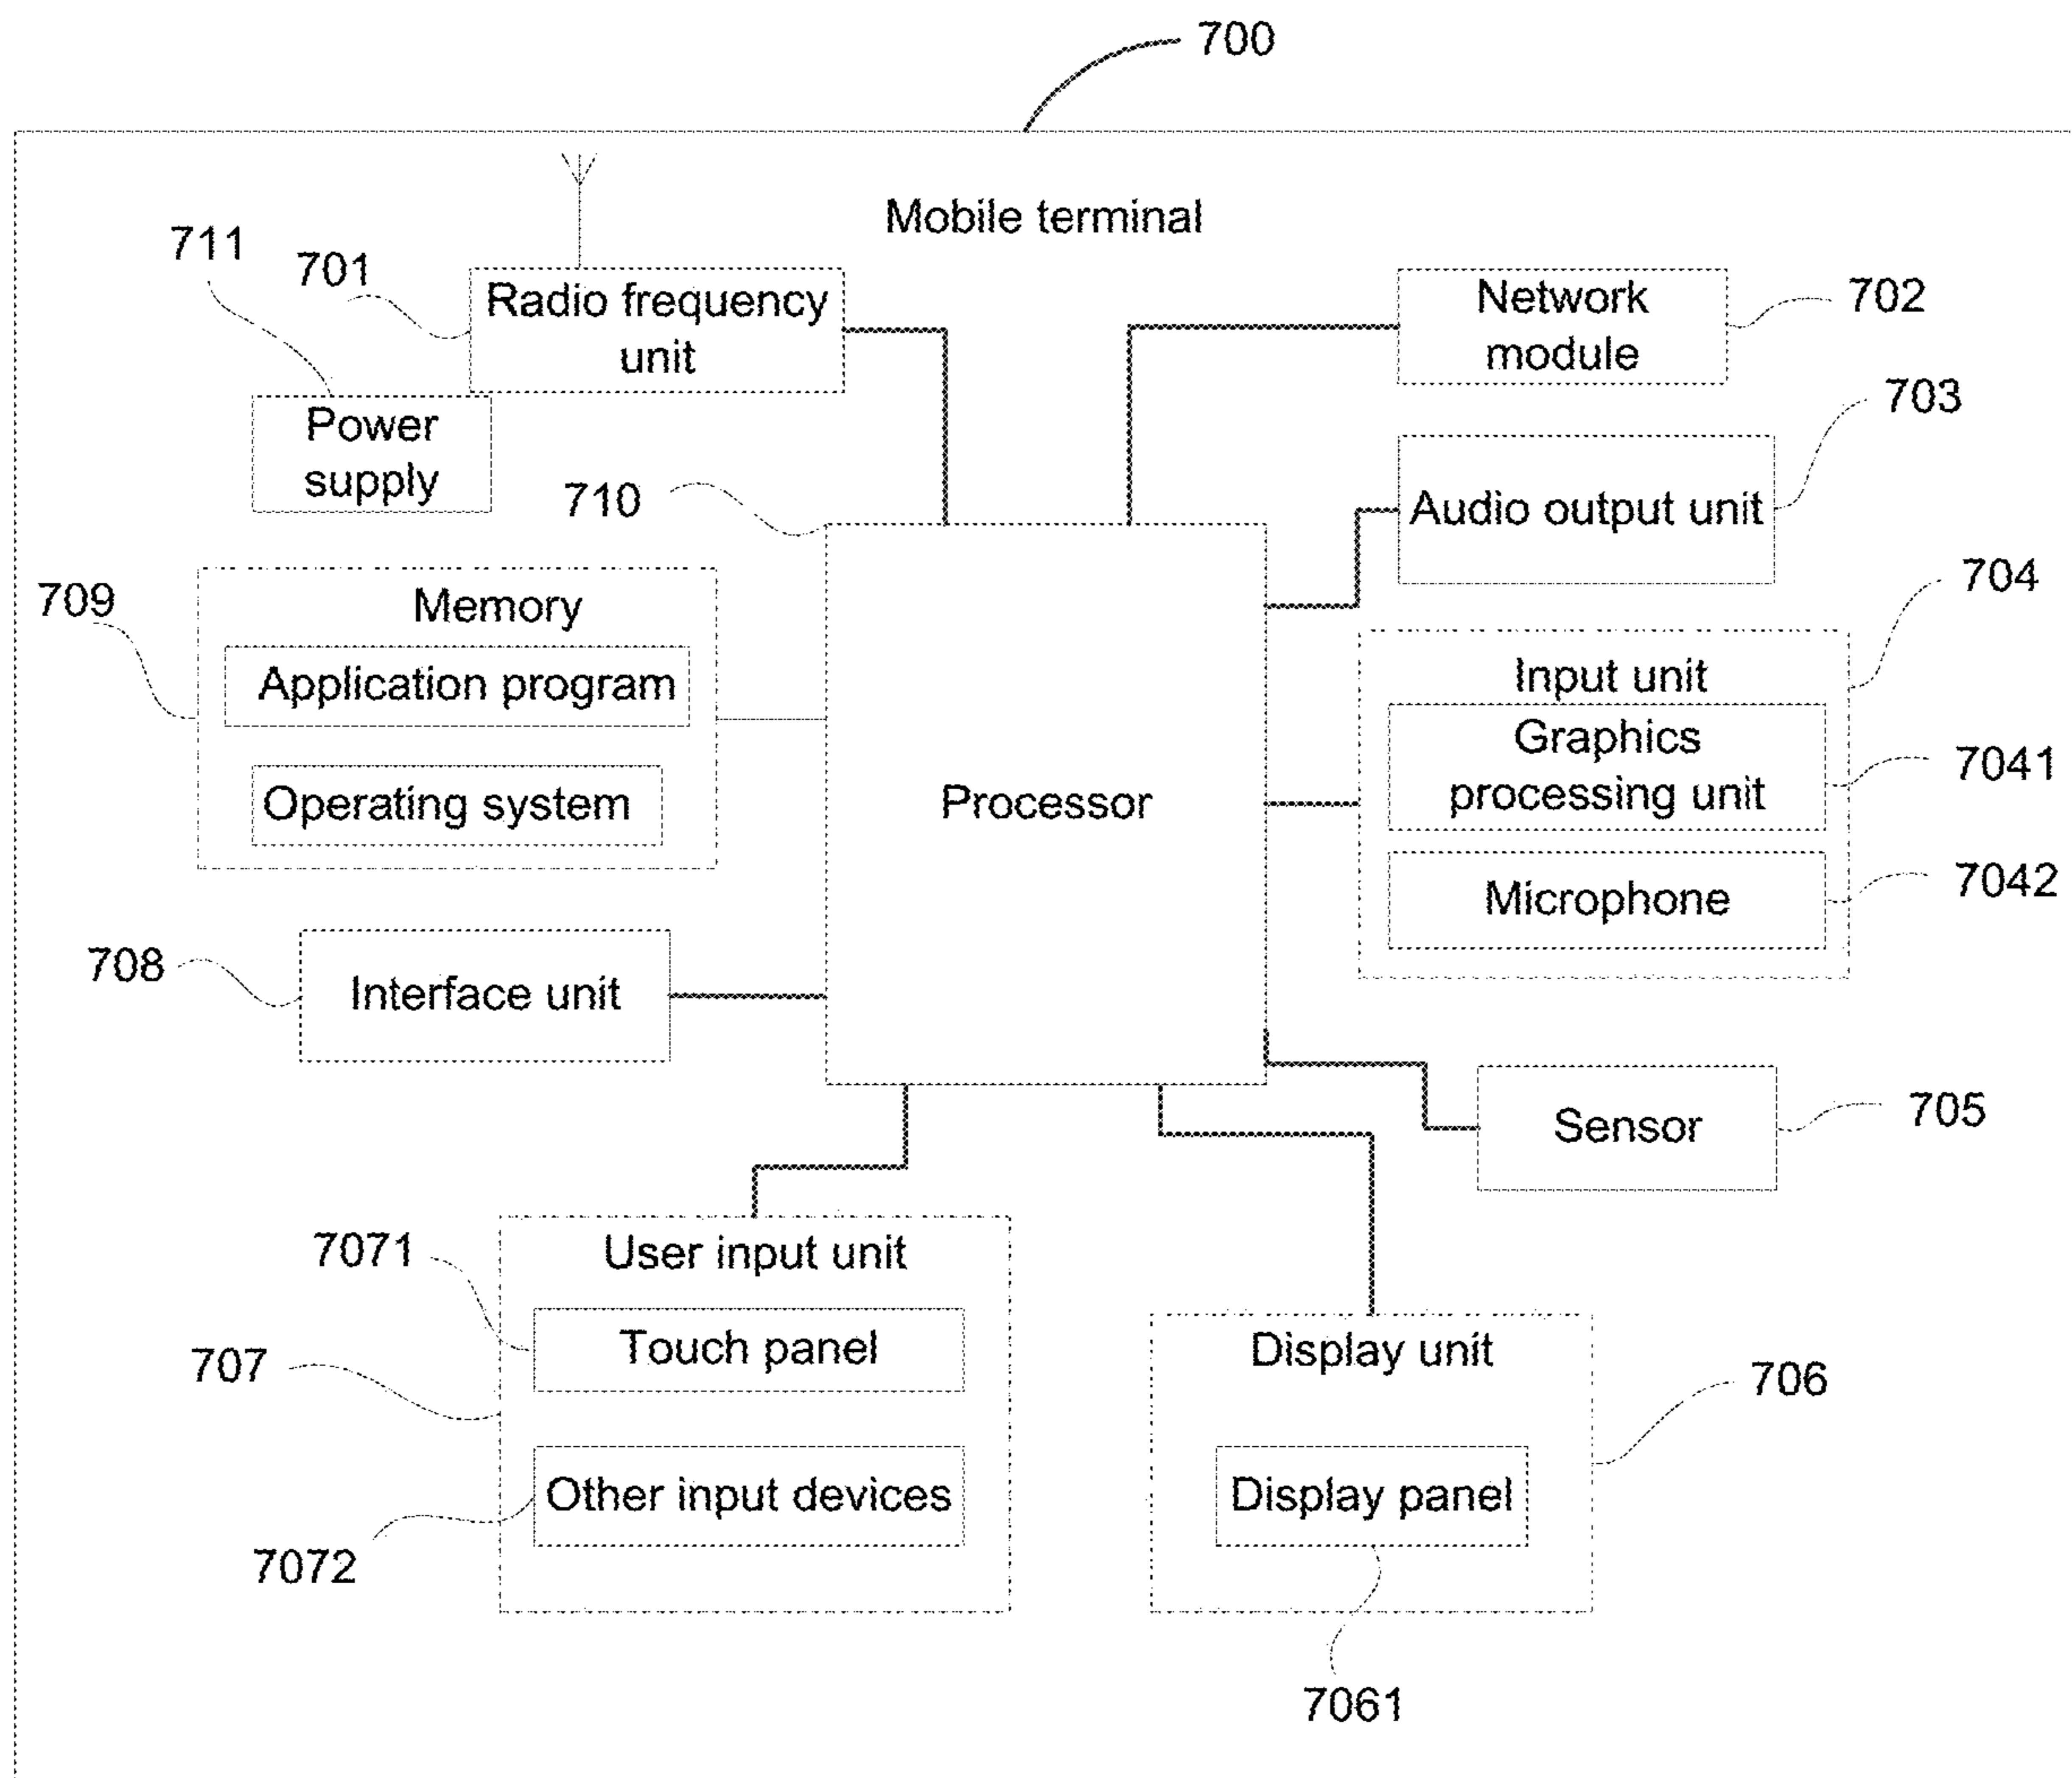 700
Mobile terminal
711
701
Radio frequency
unit
Network
module
702
Power
supply
703
710
Audio output unit
709
Memory
704
Application program
Input unit
Graphics
processing unit
7041
Operating system
Processor
Microphone
7042
708
Interface unit
Sensor
705
7071
User input unit
707
Touch panel
Display unit
706
Other input devices
Display panel
7072
7061